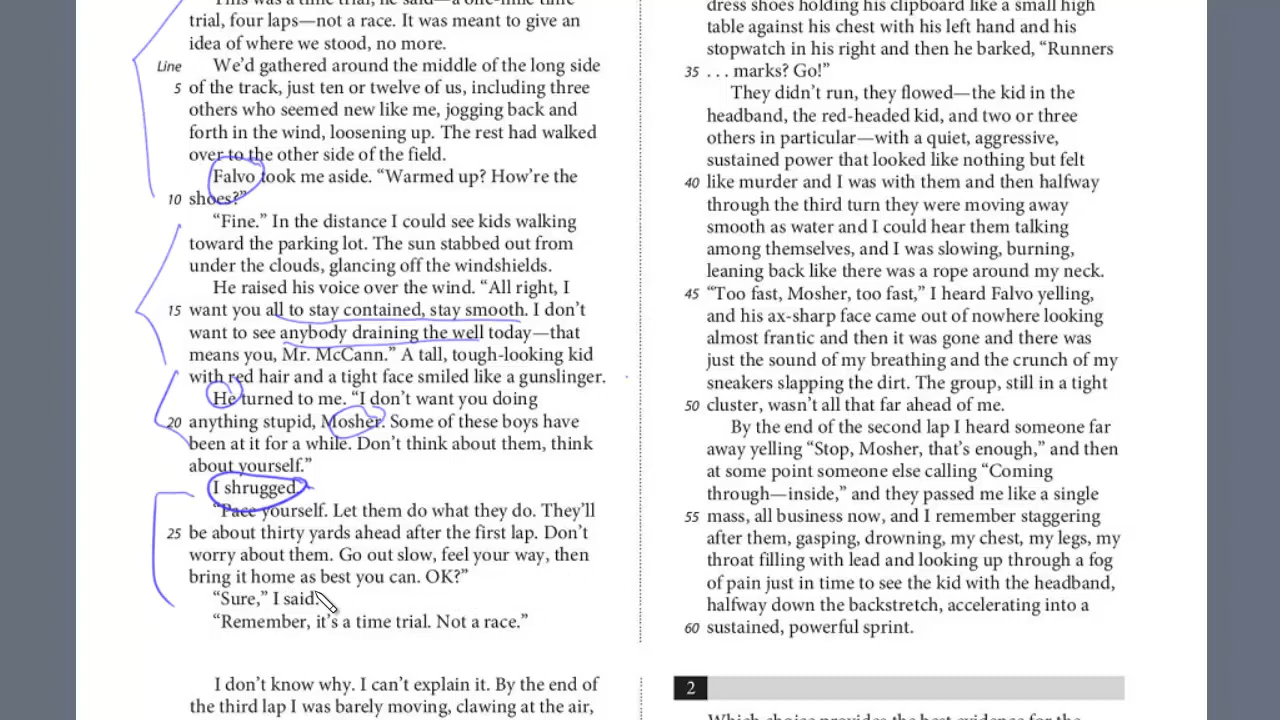 This was a time trial, he said—a one-mile time
trial, four laps—not a race. It was meant to give an
idea of where we stood, no more.
Line We’d gathered around the middle of the long side
5 of the track, just ten or twelve of us, including three
others who seemed new like me, jogging back and
forth in the wind, loosening up. The rest had walked
over to the other side of the field.
Falvo took me aside. “Warmed up? How’re the
10 shoes?”
“Fine.” In the distance I could see kids walking
toward the parking lot. The sun stabbed out from
under the clouds, glancing off the windshields.
He raised his voice over the wind. “All right, I
15 want you all to stay contained, stay smooth. I don’t
want to see anybody draining the well today—that
means you, Mr. McCann.” A tall, tough-looking kid
with red hair and a tight face smiled like a gunslinger.
He turned to me. “I don’t want you doing
20 anything stupid, Mosher. Some of these boys have
been at it for a while. Don’t think about them, think
about yourself.”
I shrugged.
“Pace yourself. Let them do what they do. They’ll
25 be about thirty yards ahead after the first lap. Don’t
worry about them. Go out slow, feel your way, then
bring it home as best you can. OK?”
“Sure,” I said.
“Remember, it’s a time trial. Not a race.”
I don’t know why. I can’t explain it. By the end of
the third lap I was barely moving, clawing at the air,
dress shoes holding his clipboard like a small high
table against his chest with his left hand and his
stopwatch in his right and then he barked, “Runners
35 . . . marks? Go!”
They didn’t run, they flowed—the kid in the
headband, the red-headed kid, and two or three
others in particular—with a quiet, aggressive,
sustained power that looked like nothing but felt
40 like murder and I was with them and then halfway
through the third turn they were moving away
smooth as water and I could hear them talking
among themselves, and I was slowing, burning,
leaning back like there was a rope around my neck.
45 “Too fast, Mosher, too fast,” I heard Falvo yelling,
and his ax-sharp face came out of nowhere looking
almost frantic and then it was gone and there was
just the sound of my breathing and the crunch of my
sneakers slapping the dirt. The group, still in a tight
50 cluster, wasn’t all that far ahead of me.
By the end of the second lap I heard someone far
away yelling “Stop, Mosher, that’s enough,” and then
at some point someone else calling “Coming
through—inside,” and they passed me like a single
55 mass, all business now, and I remember staggering
after them, gasping, drowning, my chest, my legs, my
throat filling with lead and looking up through a fog
of pain just in time to see the kid with the headband,
halfway down the backstretch, accelerating into a
60 sustained, powerful sprint.
2
Which choice provides the best evidence for the